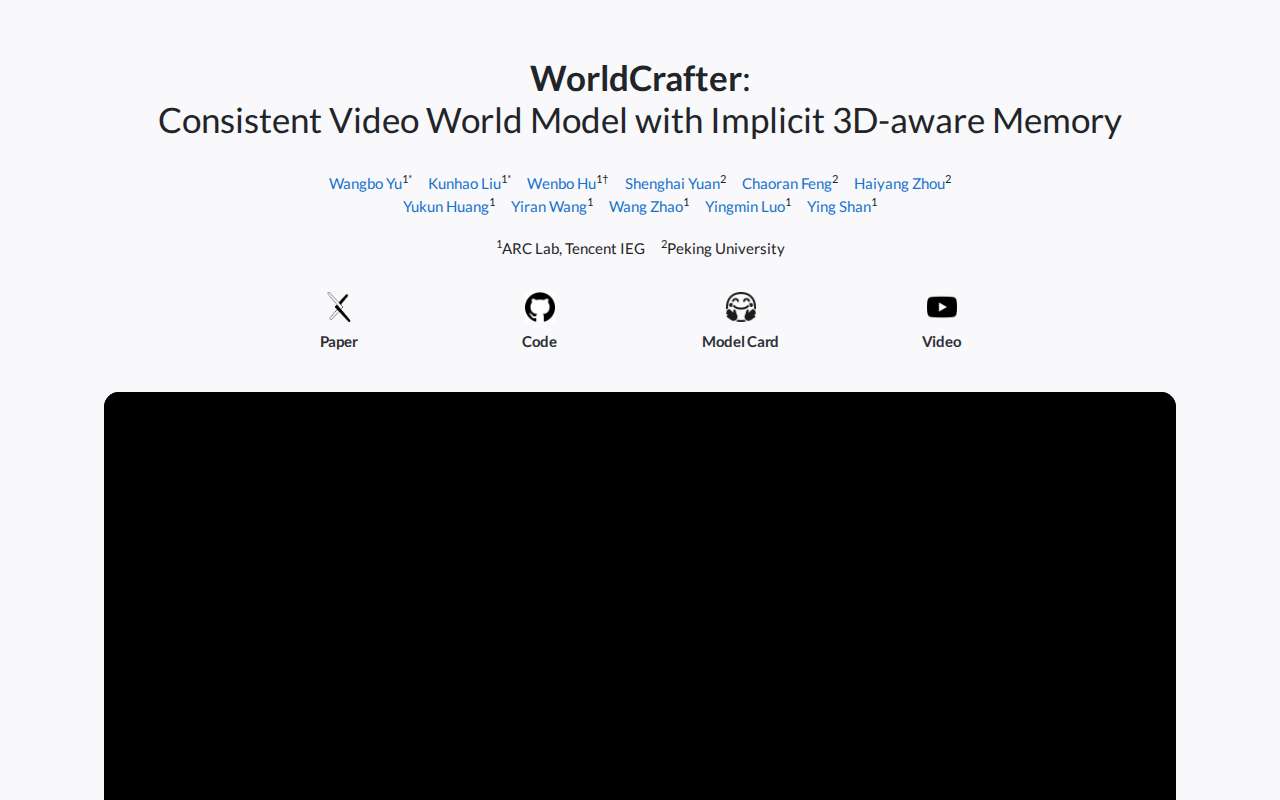 WorldCrafter:
Consistent Video World Model with Implicit 3D-aware Memory
Wangbo Yu1* Kunhao Liu1* Wenbo Hu1† Shenghai Yuan2 Chaoran Feng2 Haiyang Zhou2
Yukun Huang1 Yiran Wang1 Wang Zhao1 Yingmin Luo1 Ying Shan1
1ARC Lab, Tencent IEG 2Peking University
Paper Code Model Card Video